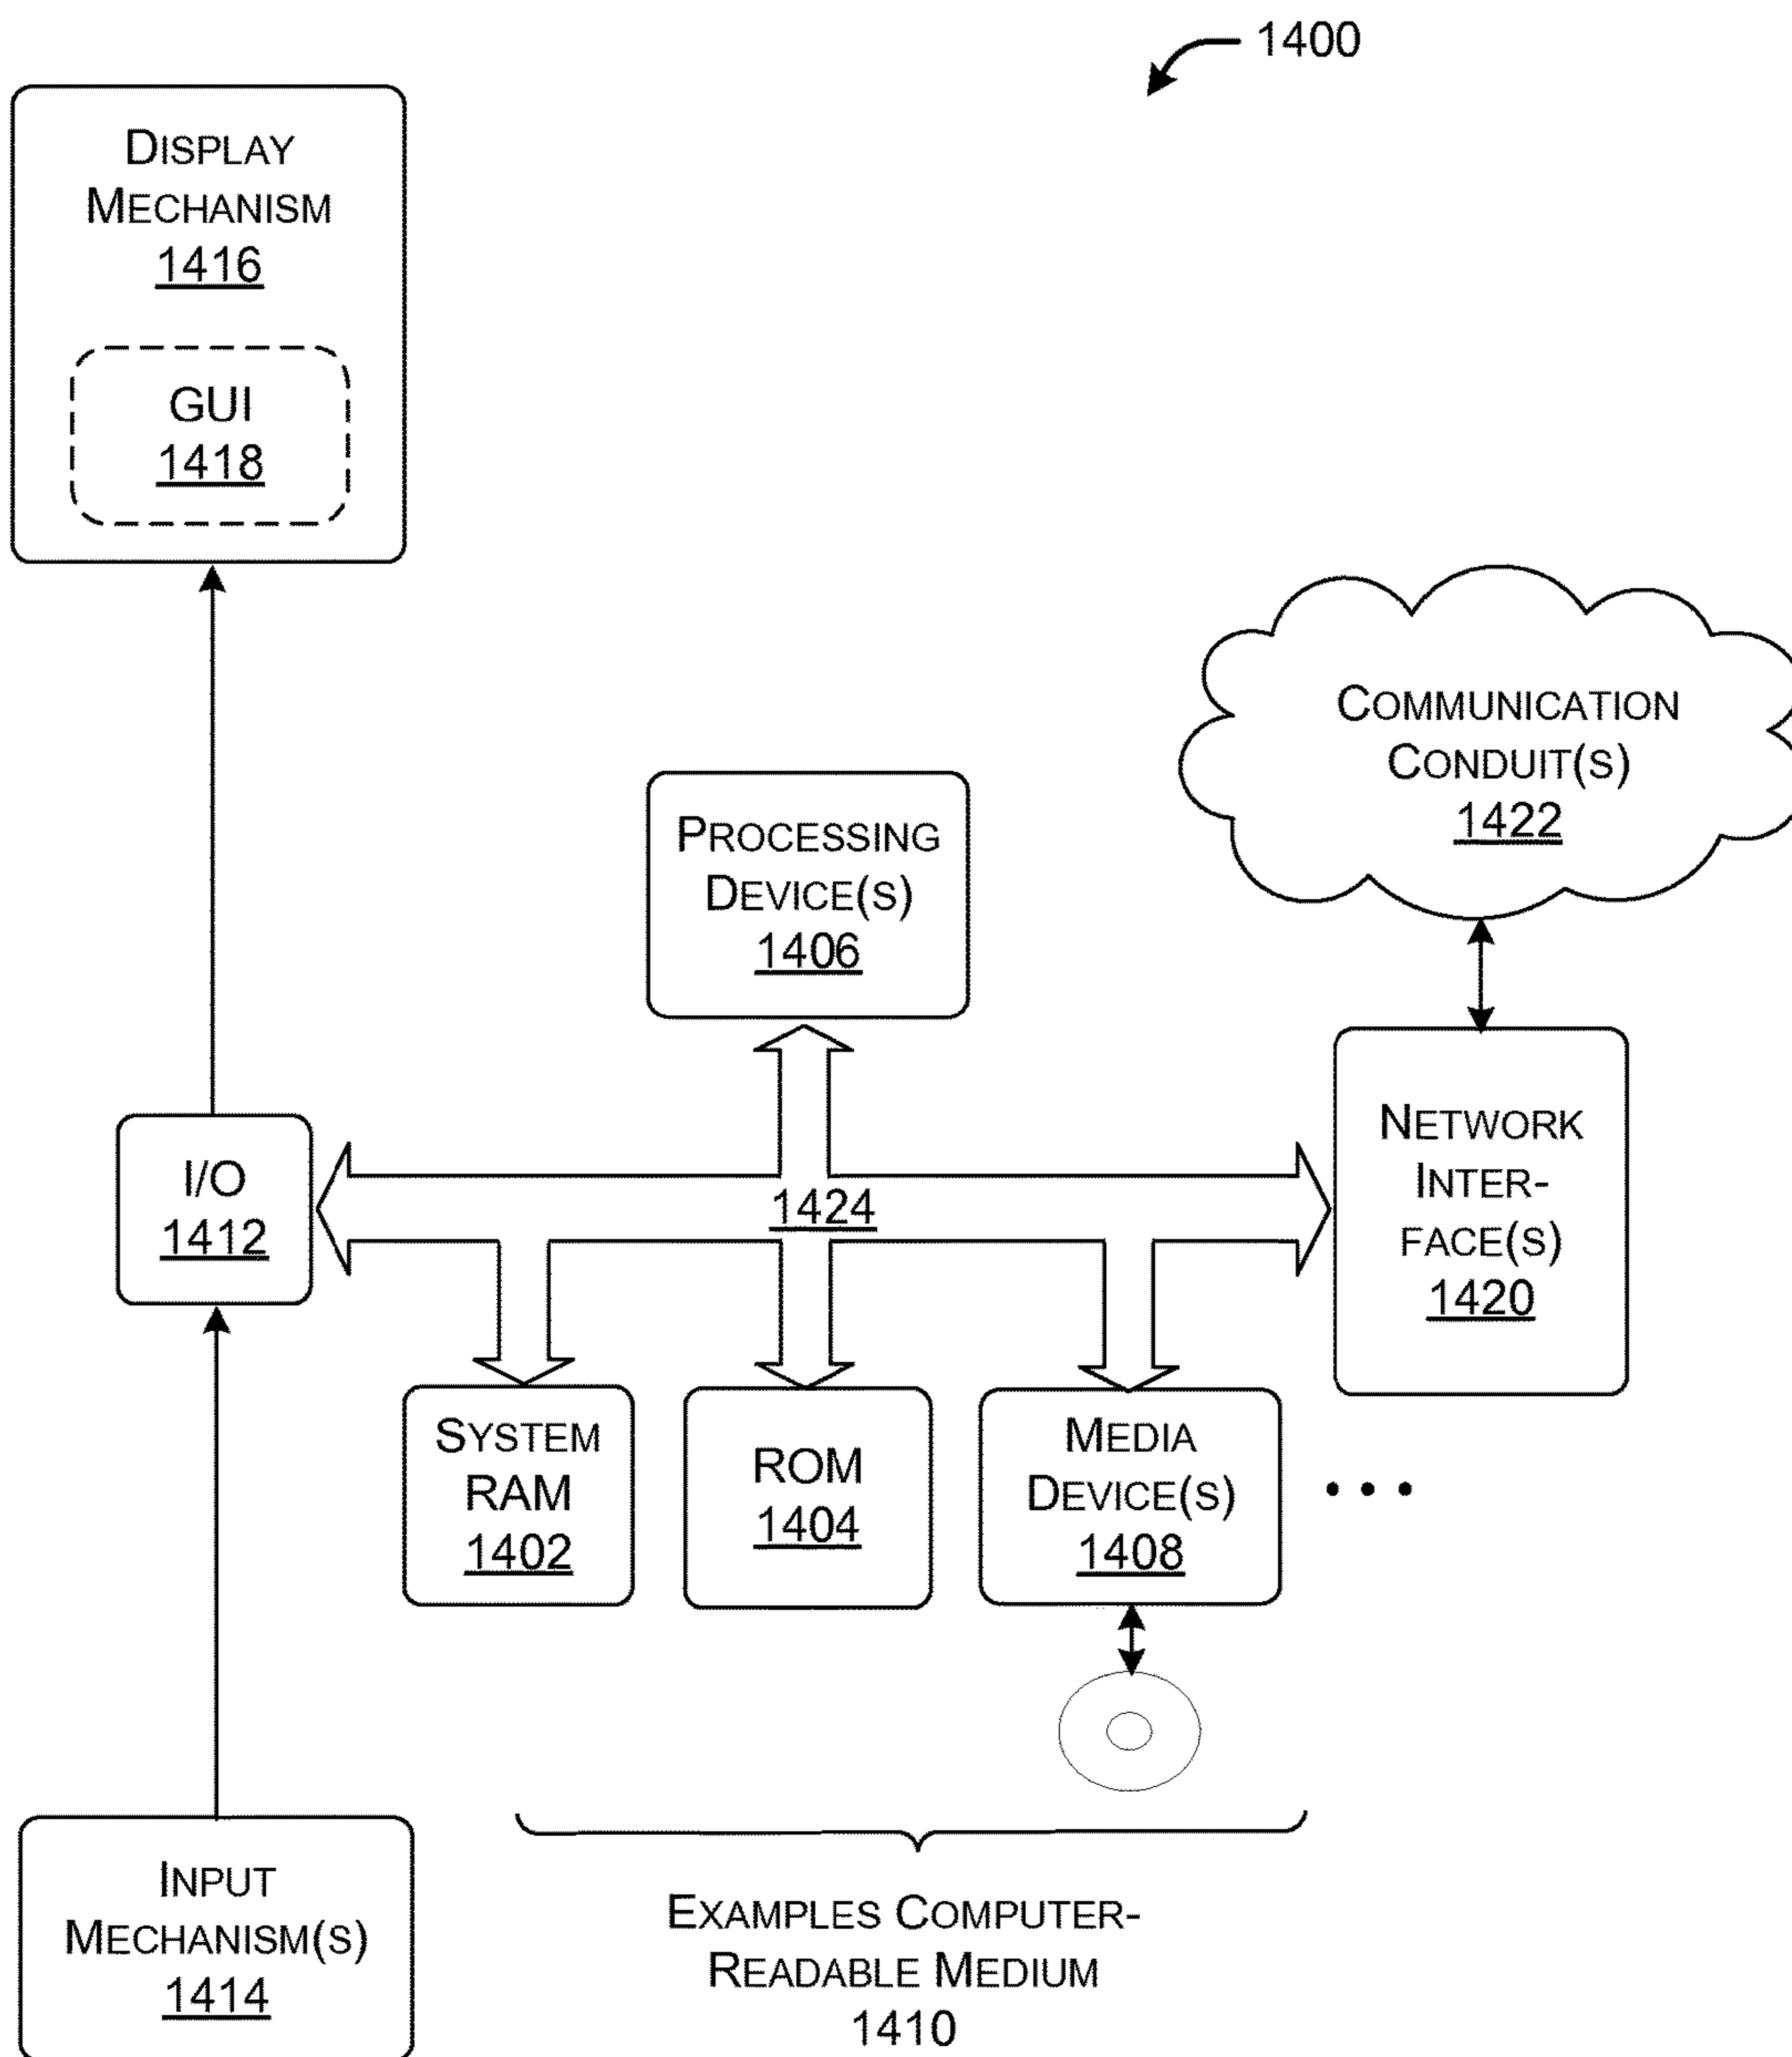 1400
DISPLAY
MECHANISM
1416
GUI
1418
COMMUNICATION
CONDUIT(S)
1422
PROCESSING
DEVICE(S)
1406
NETWORK
INTER-
FACE(S)
1420
I/O
1412
1424
SYSTEM
RAM
1402
ROM
1404
MEDIA
DEVICE(S)
1408
• • •
INPUT
MECHANISM(S)
1414
EXAMPLES COMPUTER-
READABLE MEDIUM
1410